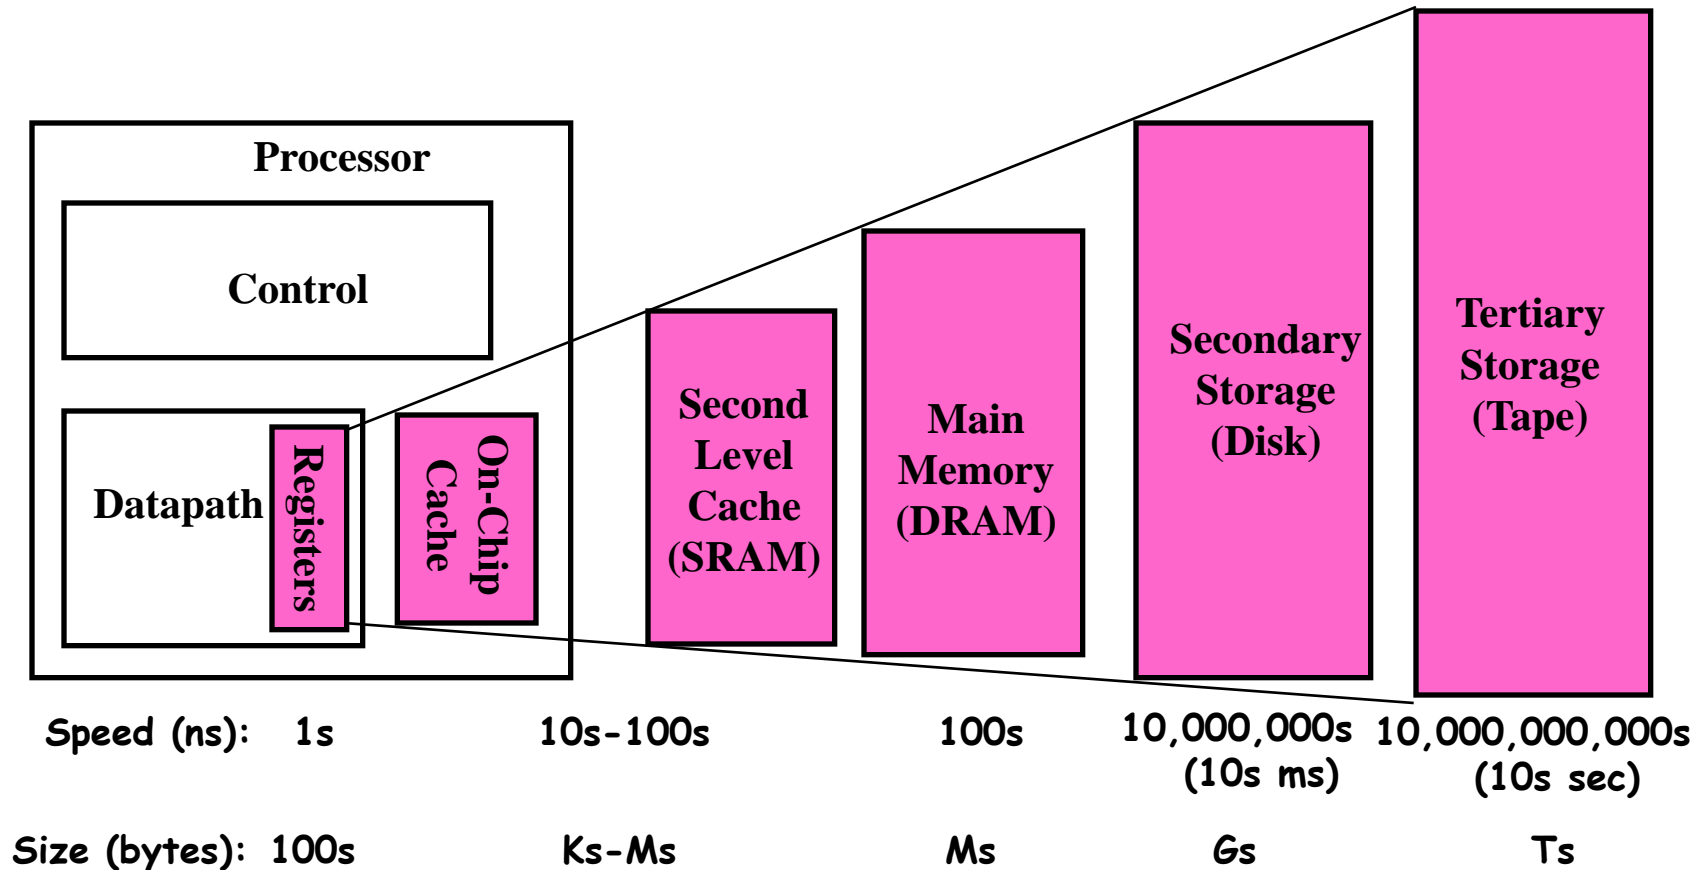 Processor
Control
Datapath
Registers
On-Chip
Cache
Second
Level
Cache
(SRAM)
Main
Memory
(DRAM)
Secondary
Storage
(Disk)
Tertiary
Storage
(Tape)
Speed (ns): 1s 10s-100s 100s 10,000,000s 10,000,000,000s
(10s ms) (10s sec)
Size (bytes): 100s Ks-Ms Ms Gs Ts